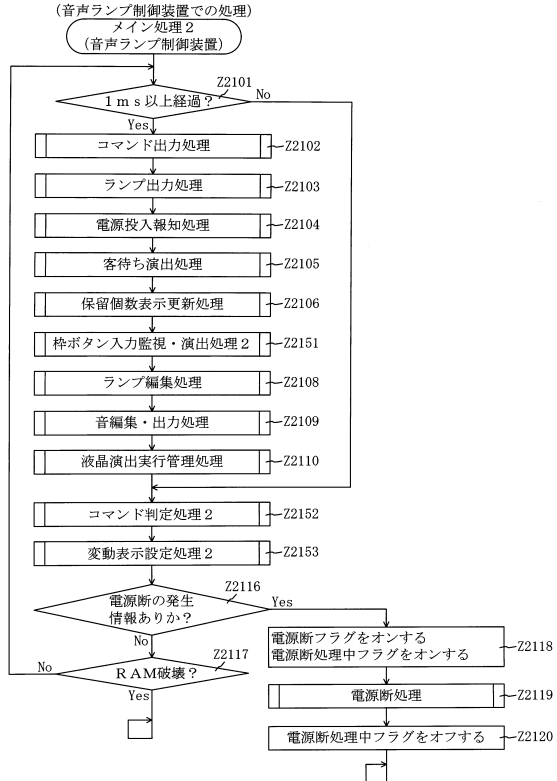 (音声ランプ制御装置での処理)
メイン処理2
(音声ランプ制御装置)
Z2101
1ms以上経過?
No
Yes
コマンド出力処理
Z2102
ランプ出力処理
Z2103
電源投入報知処理
Z2104
客待ち演出処理
Z2105
保留個数表示更新処理
Z2106
枠ボタン入力監視・演出処理2
Z2151
ランプ編集処理
Z2108
音編集・出力処理
Z2109
液晶演出実行管理処理
Z2110
コマンド判定処理2
Z2152
変動表示設定処理2
Z2153
Z2116
電源断の発生
情報ありか?
Yes
No
Z2117
RAM破壊?
No
Yes
電源断フラグをオンする
電源断処理中フラグをオンする
Z2118
電源断処理
Z2119
電源断処理中フラグをオフする
Z2120